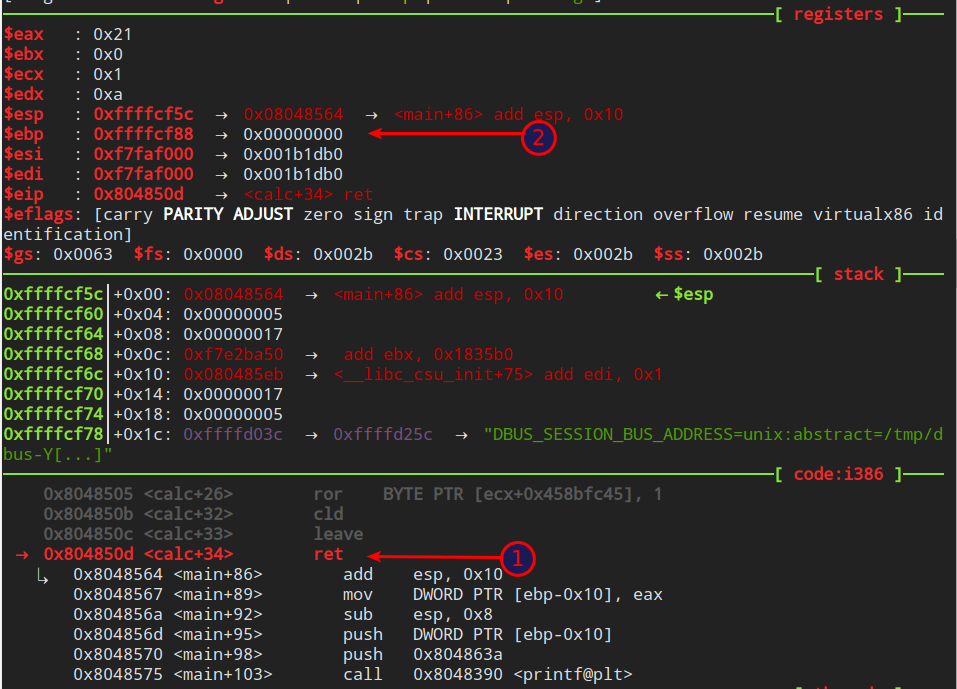 [ registers ]
$eax : 0x21
$ebx : 0x0
$ecx : 0x1
$edx : 0xa
$esp : 0xffffcf5c → 0x08048564 → <main+86> add esp, 0x10
$ebp : 0xffffcf88 → 0x00000000
2
$esi : 0xf7faf000 → 0x001b1db0
$edi : 0xf7faf000 → 0x001b1db0
$eip : 0x804850d → <calc+34> ret
$eflags: [carry PARITY ADJUST zero sign trap INTERRUPT direction overflow resume virtualx86 id
entification]
$gs: 0x0063 $fs: 0x0000 $ds: 0x002b $cs: 0x0023 $es: 0x002b $ss: 0x002b
[ stack ]
0xffffcf5c│+0x00: 0x08048564 → <main+86> add esp, 0x10 ← $esp
0xffffcf60│+0x04: 0x00000005
0xffffcf64│+0x08: 0x00000017
0xffffcf68│+0x0c: 0xf7e2ba50 → add ebx, 0x1835b0
0xffffcf6c│+0x10: 0x080485eb → <__libc_csu_init+75> add edi, 0x1
0xffffcf70│+0x14: 0x00000017
0xffffcf74│+0x18: 0x00000005
0xffffcf78│+0x1c: 0xffffd03c → 0xffffd25c → "DBUS_SESSION_BUS_ADDRESS=unix:abstract=/tmp/d
bus-Y[...]"
[ code:i386 ]
0x8048505 <calc+26> ror BYTE PTR [ecx+0x458bfc45], 1
0x804850b <calc+32> cld
0x804850c <calc+33> leave
→ 0x804850d <calc+34> ret
1
↳ 0x8048564 <main+86> add esp, 0x10
0x8048567 <main+89> mov DWORD PTR [ebp-0x10], eax
0x804856a <main+92> sub esp, 0x8
0x804856d <main+95> push DWORD PTR [ebp-0x10]
0x8048570 <main+98> push 0x804863a
0x8048575 <main+103> call 0x8048390 <printf@plt>